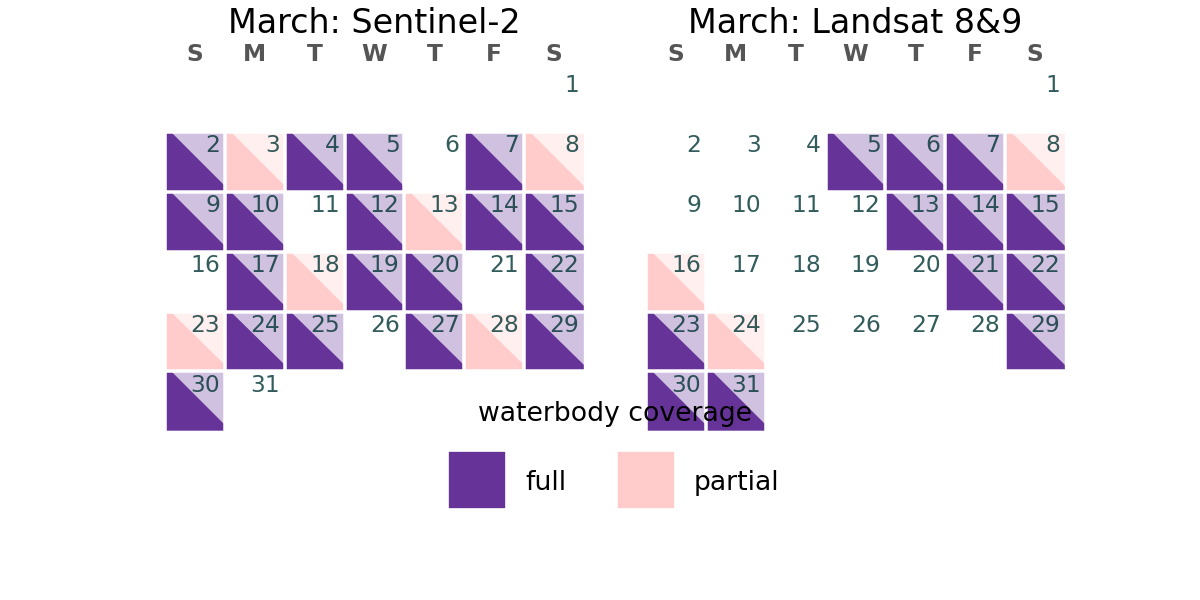 March: Sentinel-2
S M T W T F S
1
2 3 4 5 6 7 8
9 10 11 12 13 14 15
16 17 18 19 20 21 22
23 24 25 26 27 28 29
30 31
March: Landsat 8&9
S M T W T F S
1
2 3 4 5 6 7 8
9 10 11 12 13 14 15
16 17 18 19 20 21 22
23 24 25 26 27 28 29
30 31
waterbody coverage
full partial